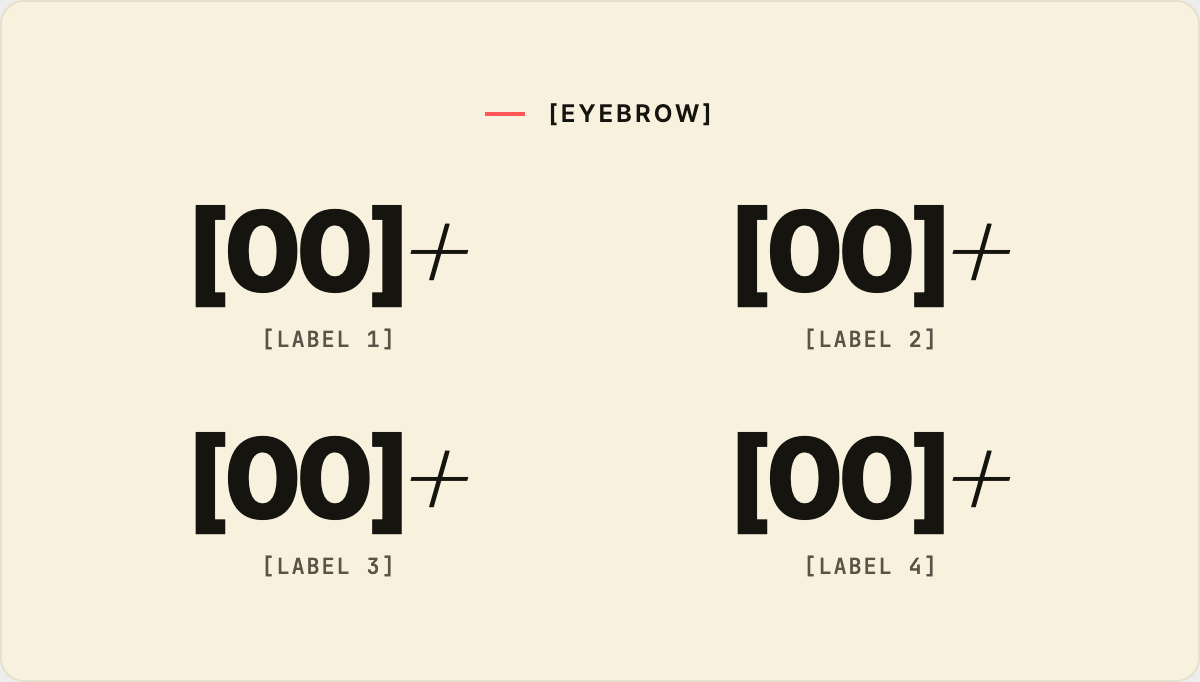 [EYEBROW]
[00]+ [00]+
[LABEL 1] [LABEL 2]
[00]+ [00]+
[LABEL 3] [LABEL 4]